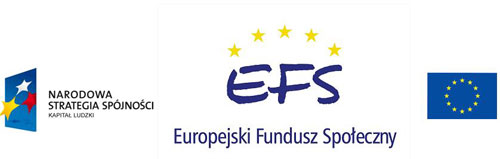 NARODOWA
STRATEGIA SPÓJNOŚCI
KAPITAŁ LUDZKI
EFS
Europejski Fundusz Społeczny